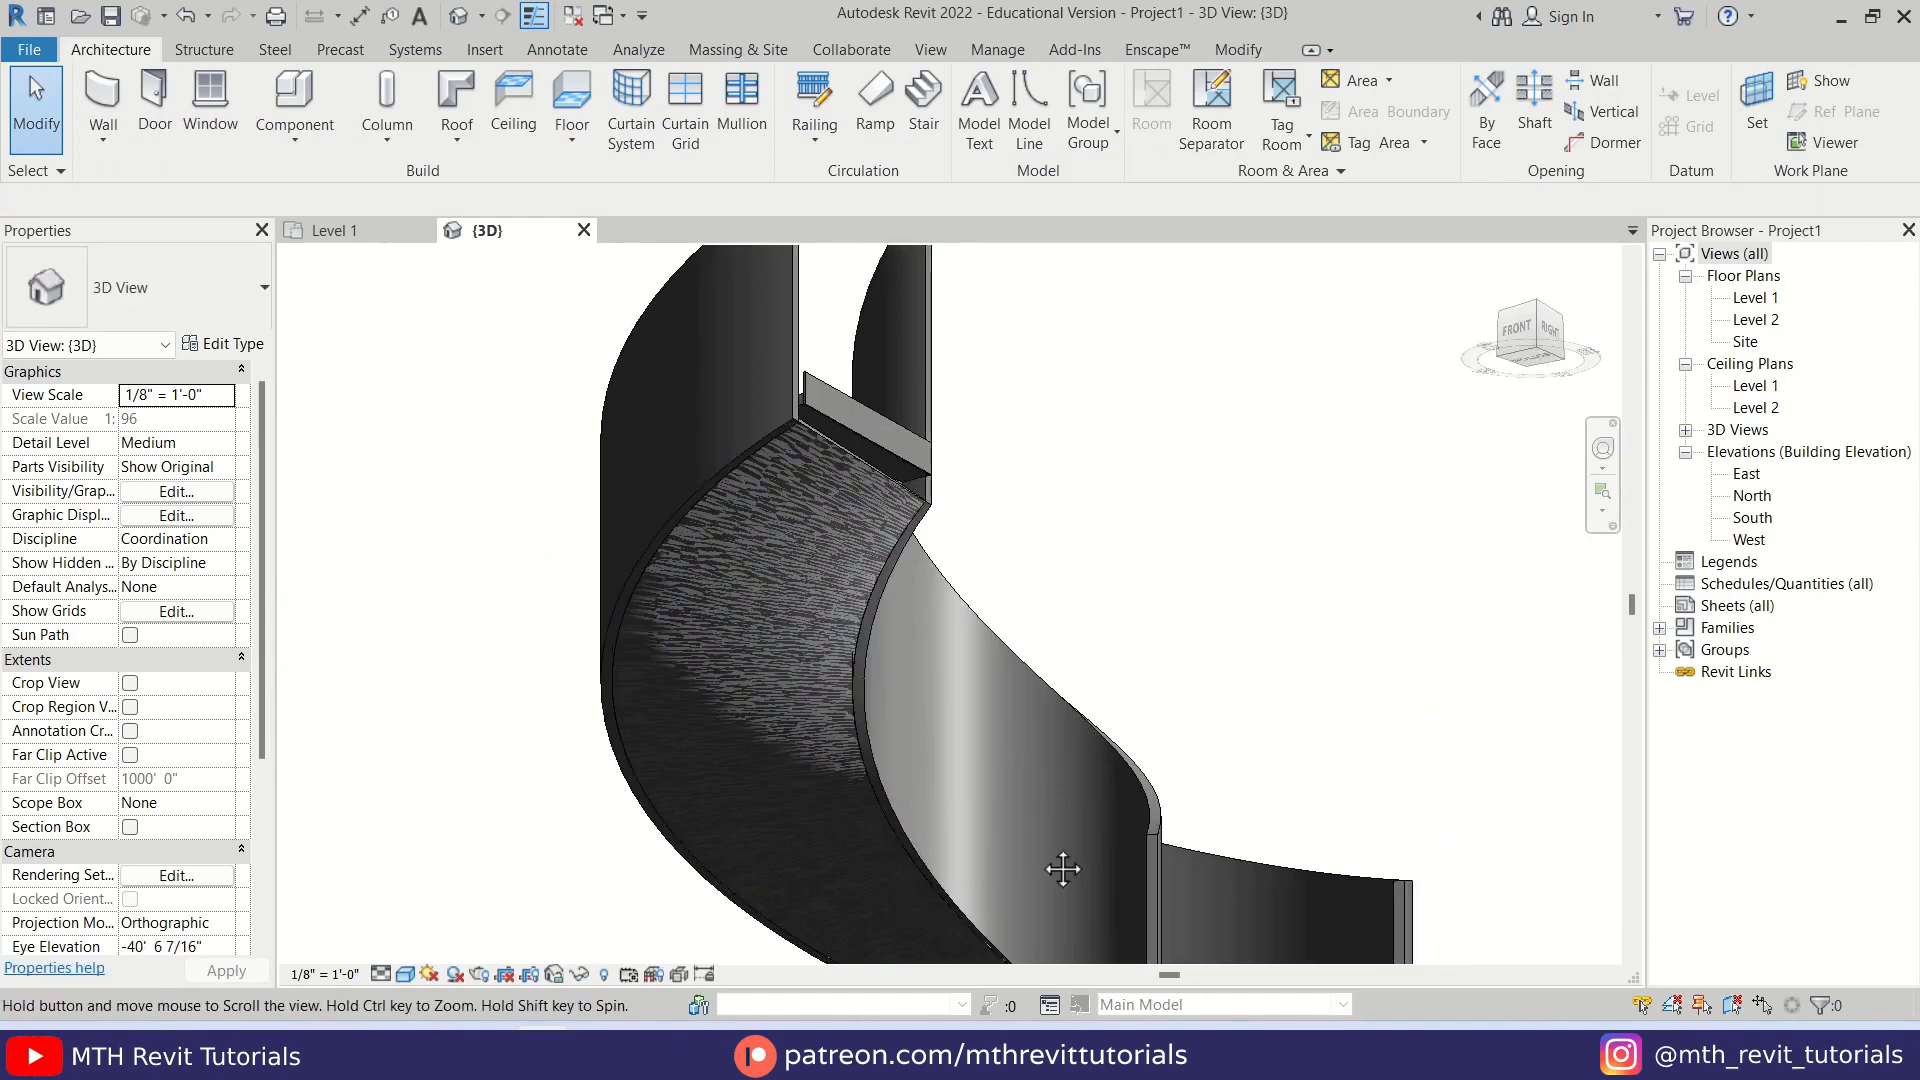 Autodesk Revit 2022 - Educational Version - Project1 - 3D View: {3D}
Sign In
File Architecture Structure Steel Precast Systems Insert Annotate Analyze Massing & Site Collaborate View Manage Add-Ins Enscape™ Modify
Modify
Wall
Door
Window
Component
Column
Roof
Ceiling
Floor
Curtain System
Curtain Grid
Mullion
Railing
Ramp
Stair
Model Text
Model Line
Model Group
Room
Room Separator
Tag Room
Area
Area Boundary
Tag Area
By Face
Shaft
Wall
Vertical
Dormer
Level
Grid
Set
Show
Ref Plane
Viewer
Select Build Circulation Model Room & Area Opening Datum Work Plane
Properties
3D View
3D View: {3D} Edit Type
Graphics
View Scale 1/8" = 1'-0"
Scale Value 1: 96
Detail Level Medium
Parts Visibility Show Original
Visibility/Grap... Edit...
Graphic Displ... Edit...
Discipline Coordination
Show Hidden ... By Discipline
Default Analys... None
Show Grids Edit...
Sun Path
Extents
Crop View
Crop Region V...
Annotation Cr...
Far Clip Active
Far Clip Offset 1000' 0"
Scope Box None
Section Box
Camera
Rendering Set... Edit...
Locked Orient...
Projection Mo... Orthographic
Eye Elevation -40' 6 7/16"
Properties help Apply
Level 1 {3D}
FRONT RIGHT
1/8" = 1'-0"
Project Browser - Project1
Views (all)
Floor Plans
Level 1
Level 2
Site
Ceiling Plans
Level 1
Level 2
3D Views
Elevations (Building Elevation)
East
North
South
West
Legends
Schedules/Quantities (all)
Sheets (all)
Families
Groups
Revit Links
Hold button and move mouse to Scroll the view. Hold Ctrl key to Zoom. Hold Shift key to Spin.
:0
Main Model
:0
MTH Revit Tutorials
patreon.com/mthrevittutorials
@mth_revit_tutorials